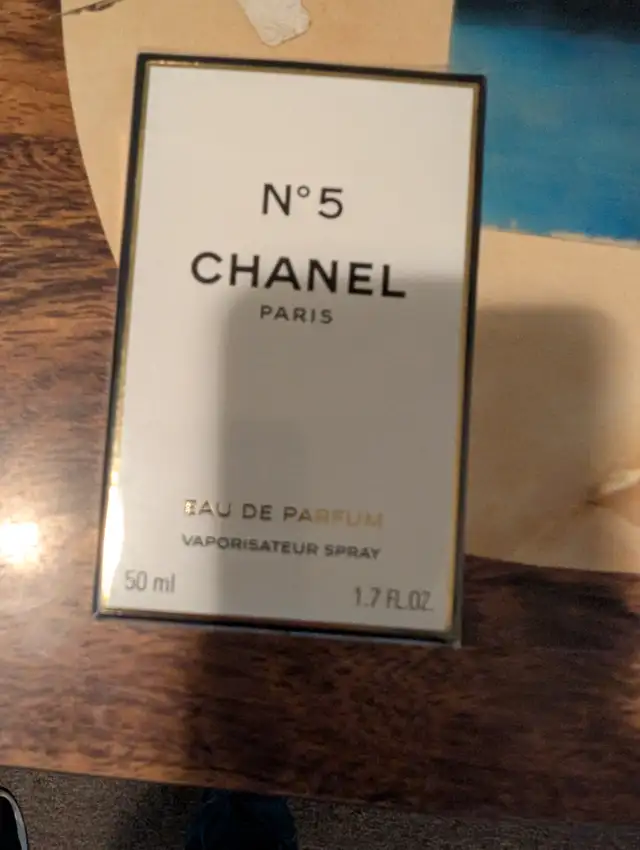 N°5
CHANEL
PARIS
EAU DE PARFUM
VAPORISATEUR SPRAY
50 ml
1.7 FL.OZ.